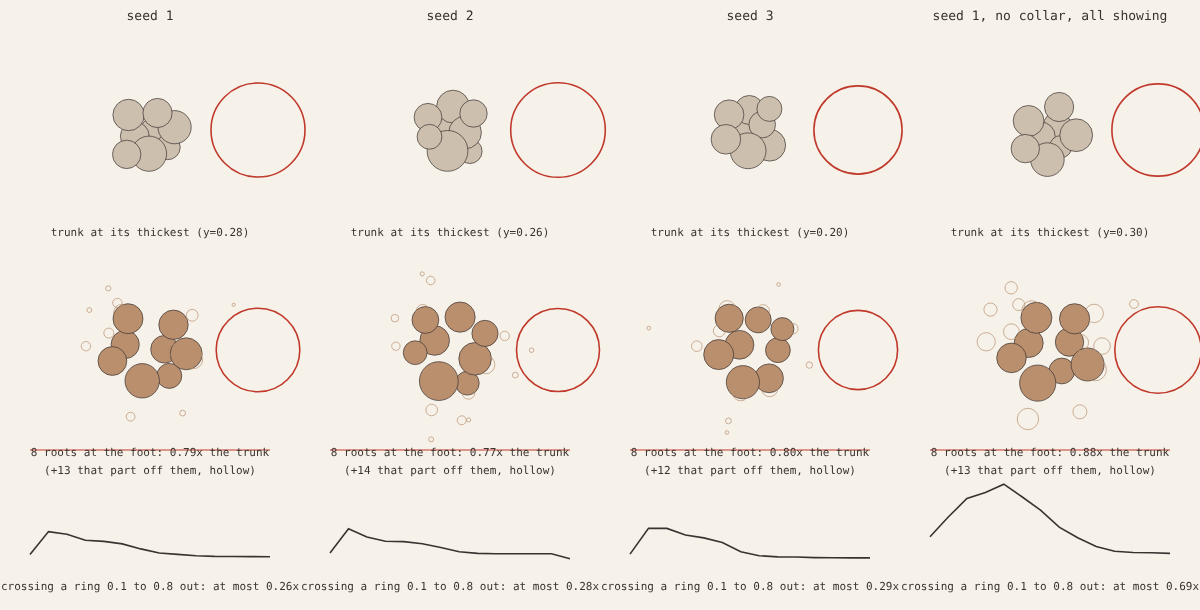 seed 1
seed 2
seed 3
seed 1, no collar, all showing
trunk at its thickest (y=0.28)
trunk at its thickest (y=0.26)
trunk at its thickest (y=0.20)
trunk at its thickest (y=0.30)
8 roots at the foot: 0.79x the trunk
(+13 that part off them, hollow)
8 roots at the foot: 0.77x the trunk
(+14 that part off them, hollow)
8 roots at the foot: 0.80x the trunk
(+12 that part off them, hollow)
8 roots at the foot: 0.88x the trunk
(+13 that part off them, hollow)
crossing a ring 0.1 to 0.8 out: at most 0.26x
crossing a ring 0.1 to 0.8 out: at most 0.28x
crossing a ring 0.1 to 0.8 out: at most 0.29x
crossing a ring 0.1 to 0.8 out: at most 0.69x